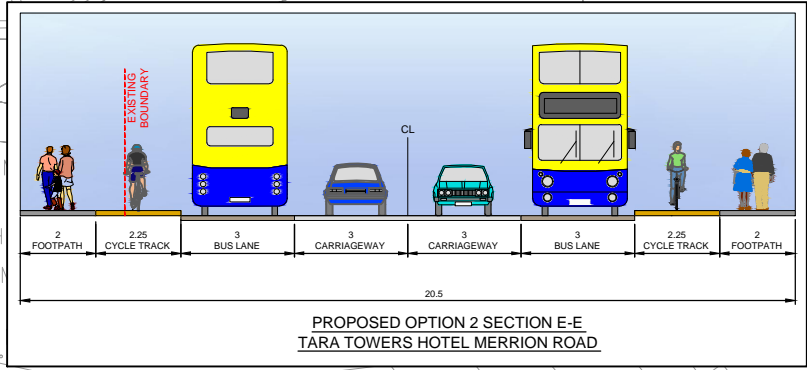 EXISTING
BOUNDARY
CL
2 2.25 3 3 3 3 2.25 2
FOOTPATH CYCLE TRACK BUS LANE CARRIAGEWAY CARRIAGEWAY BUS LANE CYCLE TRACK FOOTPATH
20.5
PROPOSED OPTION 2 SECTION E-E
TARA TOWERS HOTEL MERRION ROAD